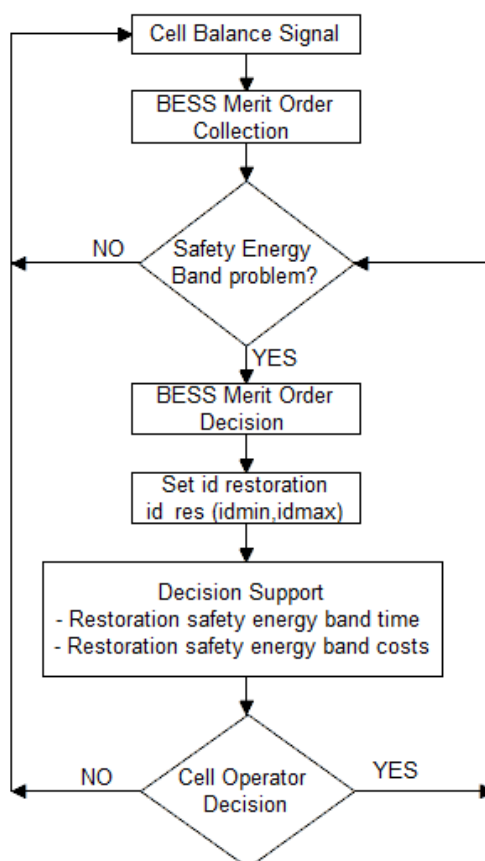 Cell Balance Signal
BESS Merit Order
Collection
NO
Safety Energy
Band problem?
YES
BESS Merit Order
Decision
Set id restoration
id_res (idmin,idmax)
Decision Support
- Restoration safety energy band time
- Restoration safety energy band costs
NO
Cell Operator
Decision
YES